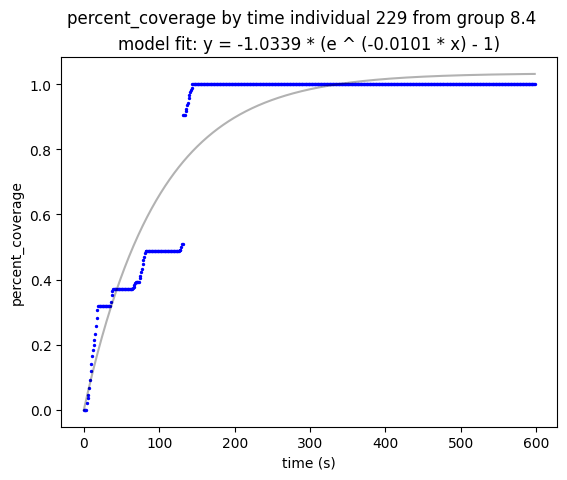 percent_coverage by time individual 229 from group 8.4
model fit: y = -1.0339 * (e ^ (-0.0101 * x) - 1)
1.0
0.8
0.6
0.4
0.2
0.0
percent_coverage
0 100 200 300 400 500 600
time (s)